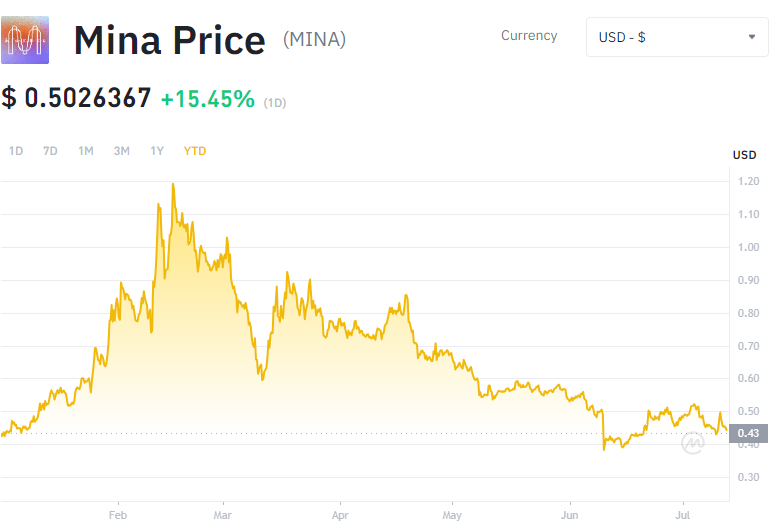 Mina Price (MINA)
Currency
USD - $
$ 0.5026367 +15.45% (1D)
1D 7D 1M 3M 1Y YTD
USD
1.20
1.10
1.00
0.90
0.80
0.70
0.60
0.50
0.43
0.40
0.30
Feb Mar Apr May Jun Jul